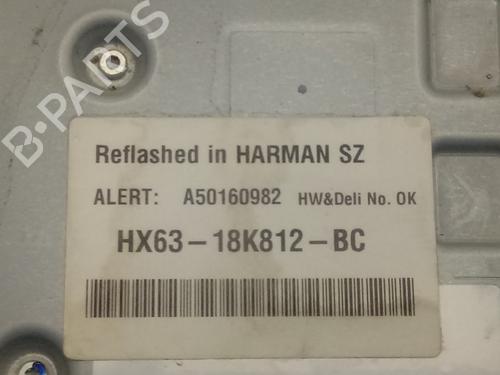 B-PARTS
Reflashed in HARMAN SZ
ALERT: A50160982 HW&Deli No. OK
HX63-18K812-BC